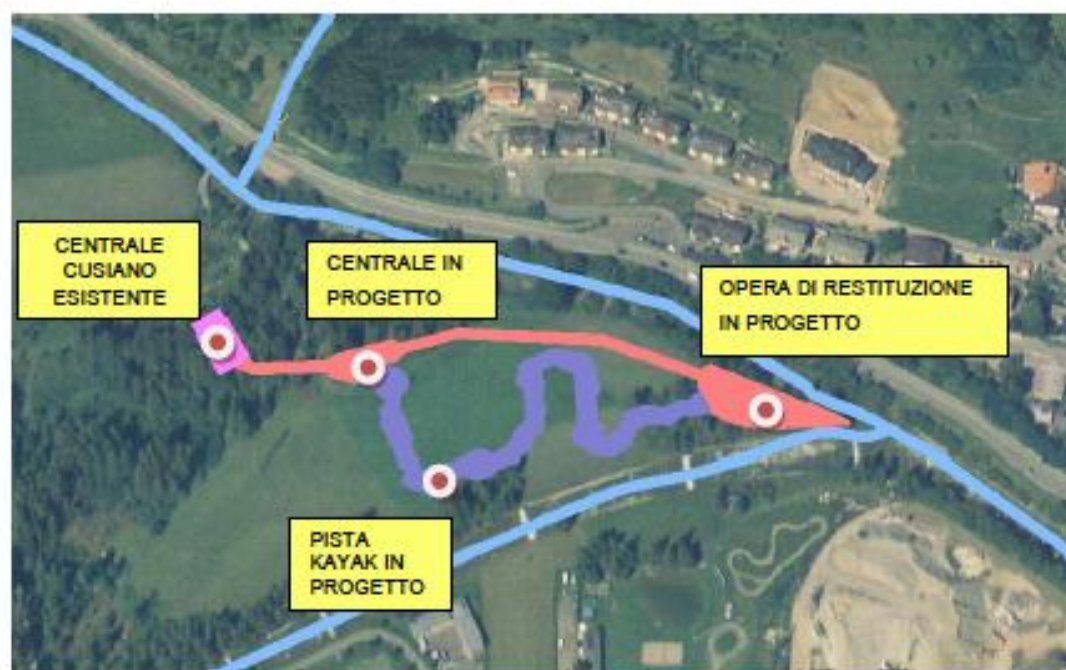 CENTRALE
CUSIANO
ESISTENTE
CENTRALE IN
PROGETTO
OPERA DI RESTITUZIONE
IN PROGETTO
PISTA
KAYAK IN
PROGETTO